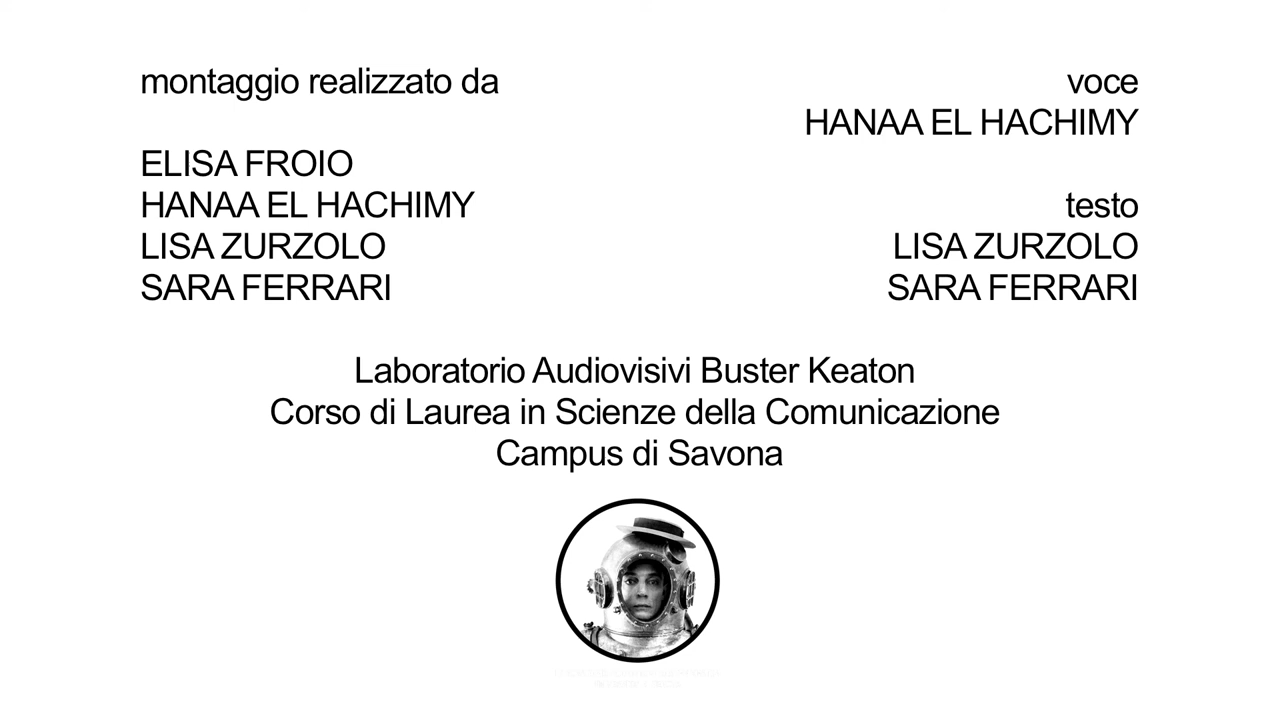 montaggio realizzato da
ELISA FROIO
HANAA EL HACHIMY
LISA ZURZOLO
SARA FERRARI
voce
HANAA EL HACHIMY
testo
LISA ZURZOLO
SARA FERRARI
Laboratorio Audiovisivi Buster Keaton
Corso di Laurea in Scienze della Comunicazione
Campus di Savona